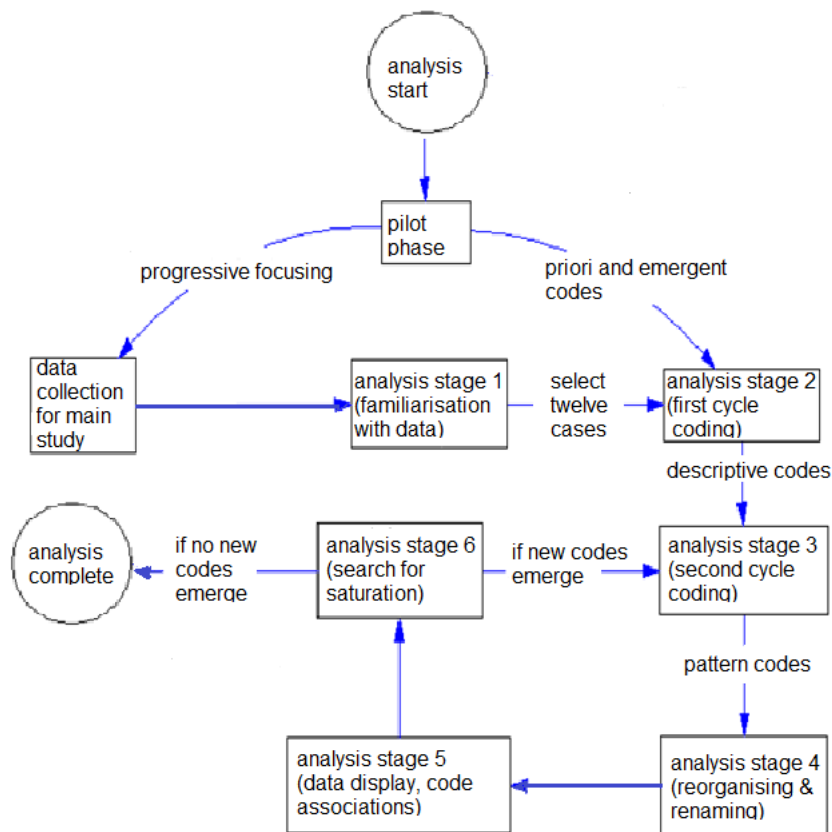 analysis
start
pilot
phase
progressive focusing
priori and emergent
codes
data
collection
for main
study
analysis stage 1
(familiarisation
with data)
select
twelve
cases
analysis stage 2
(first cycle
coding)
descriptive codes
analysis
complete
if no new
codes
emerge
analysis stage 6
(search for
saturation)
if new codes
emerge
analysis stage 3
(second cycle
coding)
pattern codes
analysis stage 5
(data display, code
associations)
analysis stage 4
(reorganising &
renaming)